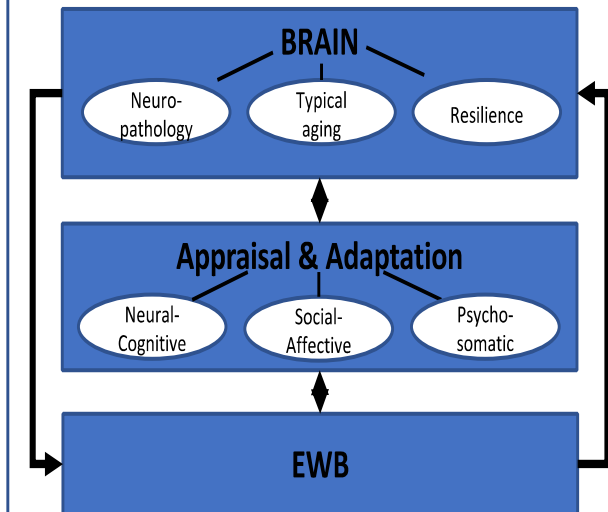 BRAIN
Neuro-
pathology
Typical
aging
Resilience
Appraisal & Adaptation
Neural-
Cognitive
Social-
Affective
Psycho-
somatic
EWB